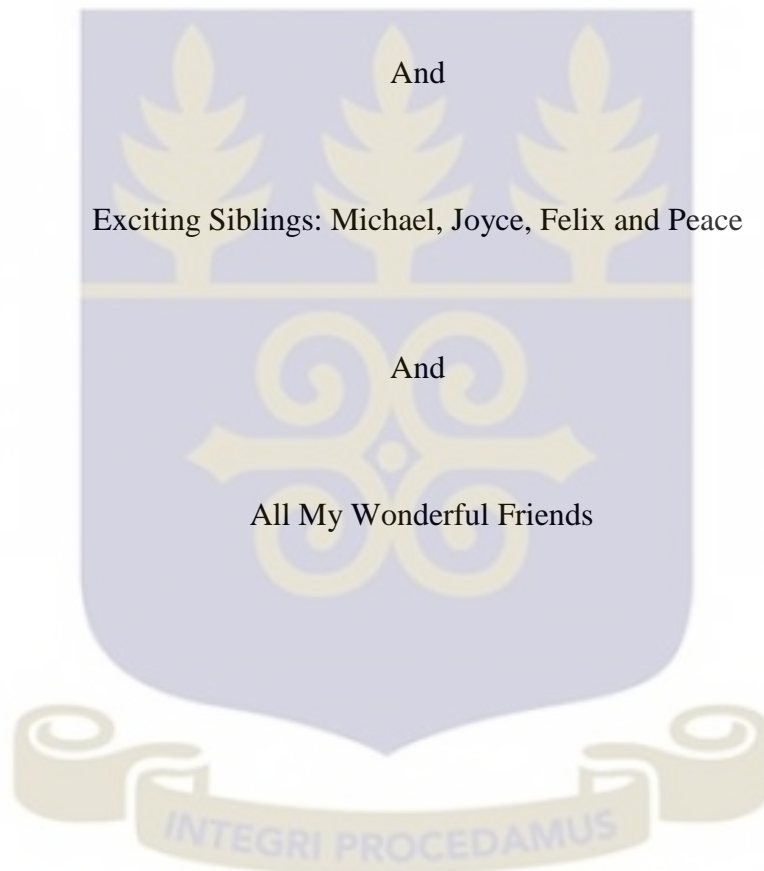 And
Exciting Siblings: Michael, Joyce, Felix and Peace
And
All My Wonderful Friends
INTEGRI PROCEDAMUS